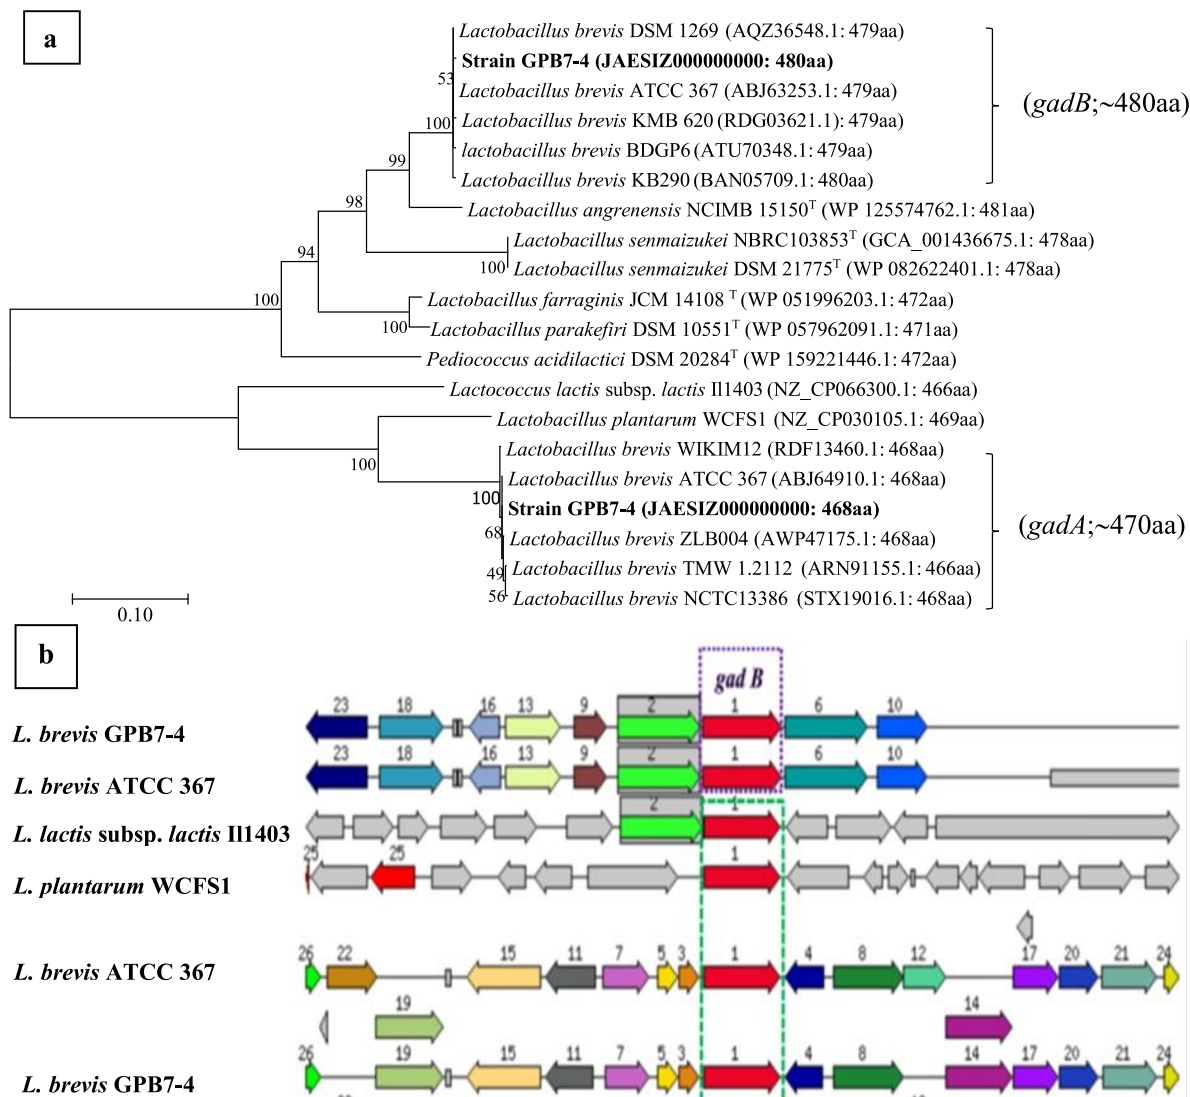 a
Lactobacillus brevis DSM 1269 (AQZ36548.1: 479aa)
Strain GPB7-4 (JAESIZ000000000: 480aa)
53
Lactobacillus brevis ATCC 367 (ABJ63253.1: 479aa)
(gadB;~480aa)
100
Lactobacillus brevis KMB 620 (RDG03621.1): 479aa)
lactobacillus brevis BDGP6 (ATU70348.1: 479aa)
99
Lactobacillus brevis KB290 (BAN05709.1: 480aa)
98
Lactobacillus angrenensis NCIMB 15150T (WP 125574762.1: 481aa)
Lactobacillus senmaizukei NBRC103853T (GCA_001436675.1: 478aa)
94
100
Lactobacillus senmaizukei DSM 21775T (WP 082622401.1: 478aa)
100
Lactobacillus farraginis JCM 14108 T (WP 051996203.1: 472aa)
100
Lactobacillus parakefiri DSM 10551T (WP 057962091.1: 471aa)
Pediococcus acidilactici DSM 20284T (WP 159221446.1: 472aa)
Lactococcus lactis subsp. lactis Il1403 (NZ_CP066300.1: 466aa)
Lactobacillus plantarum WCFS1 (NZ_CP030105.1: 469aa)
Lactobacillus brevis WIKIM12 (RDF13460.1: 468aa)
100
Lactobacillus brevis ATCC 367 (ABJ64910.1: 468aa)
100
Strain GPB7-4 (JAESIZ000000000: 468aa)
(gadA;~470aa)
68
Lactobacillus brevis ZLB004 (AWP47175.1: 468aa)
49
Lactobacillus brevis TMW 1.2112 (ARN91155.1: 466aa)
56
Lactobacillus brevis NCTC13386 (STX19016.1: 468aa)
0.10
b
gad B
23 18 16 13 9 2 1 6 10
L. brevis GPB7-4
23 18 16 13 9 2 1 6 10
L. brevis ATCC 367
2 1
L. lactis subsp. lactis Il1403
25 25 1
L. plantarum WCFS1
26 22 15 11 7 5 3 1 4 8 12 17 20 21 24
L. brevis ATCC 367
19 14
26 19 15 11 7 5 3 1 4 8 14 17 20 21 24
L. brevis GPB7-4